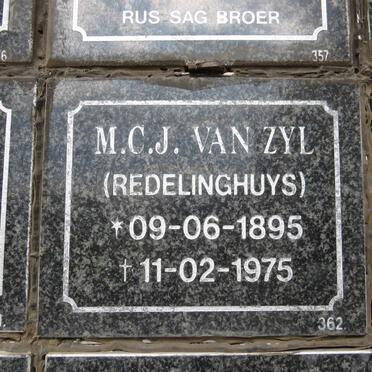 RUS SAG BROER
357
M.C.J. VAN ZYL
(REDELINGHUYS)
* 09-06-1895
† 11-02-1975
362